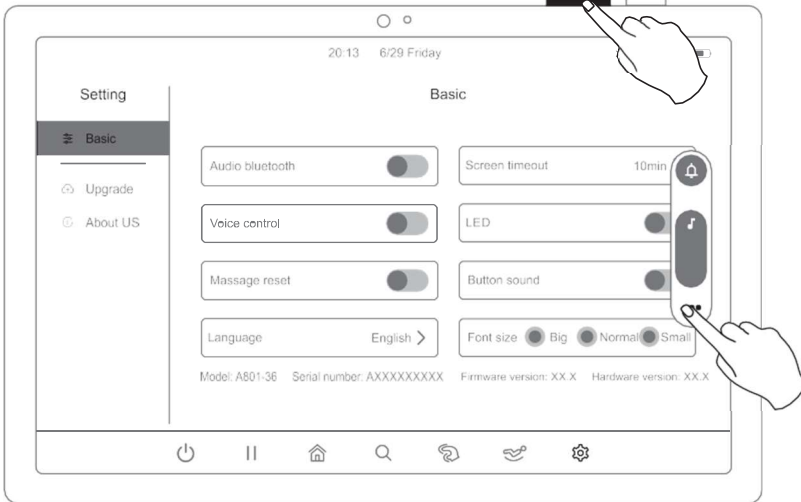 20:13 6/29 Friday
Setting
Basic
Basic
Upgrade
About US
Audio bluetooth
Screen timeout 10min
Voice control
LED
Massage reset
Button sound
Language English
Font size Big Normal Small
Model: A801-36 Serial number: AXXXXXXXXX Firmware version: XX.X Hardware version: XX.X